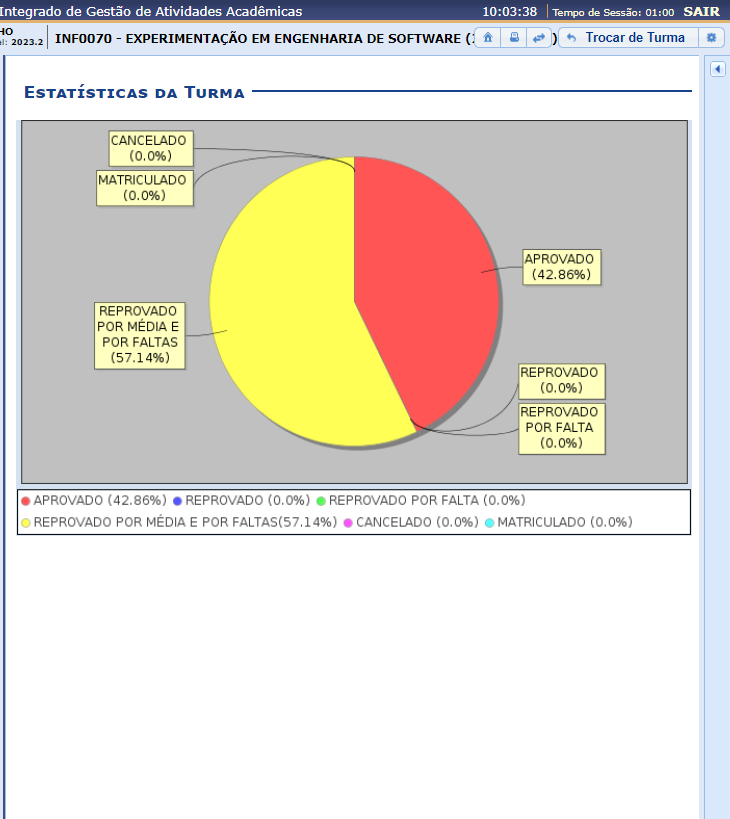 Integrado de Gestão de Atividades Acadêmicas 10:03:38 Tempo de Sessão: 01:00 SAIR
2023.2 INF0070 - EXPERIMENTAÇÃO EM ENGENHARIA DE SOFTWARE ( ) Trocar de Turma
Estatísticas da Turma
CANCELADO
(0.0%)
MATRICULADO
(0.0%)
APROVADO
(42.86%)
REPROVADO
POR MÉDIA E
POR FALTAS
(57.14%)
REPROVADO
(0.0%)
REPROVADO
POR FALTA
(0.0%)
APROVADO (42.86%) REPROVADO (0.0%) REPROVADO POR FALTA (0.0%)
REPROVADO POR MÉDIA E POR FALTAS(57.14%) CANCELADO (0.0%) MATRICULADO (0.0%)